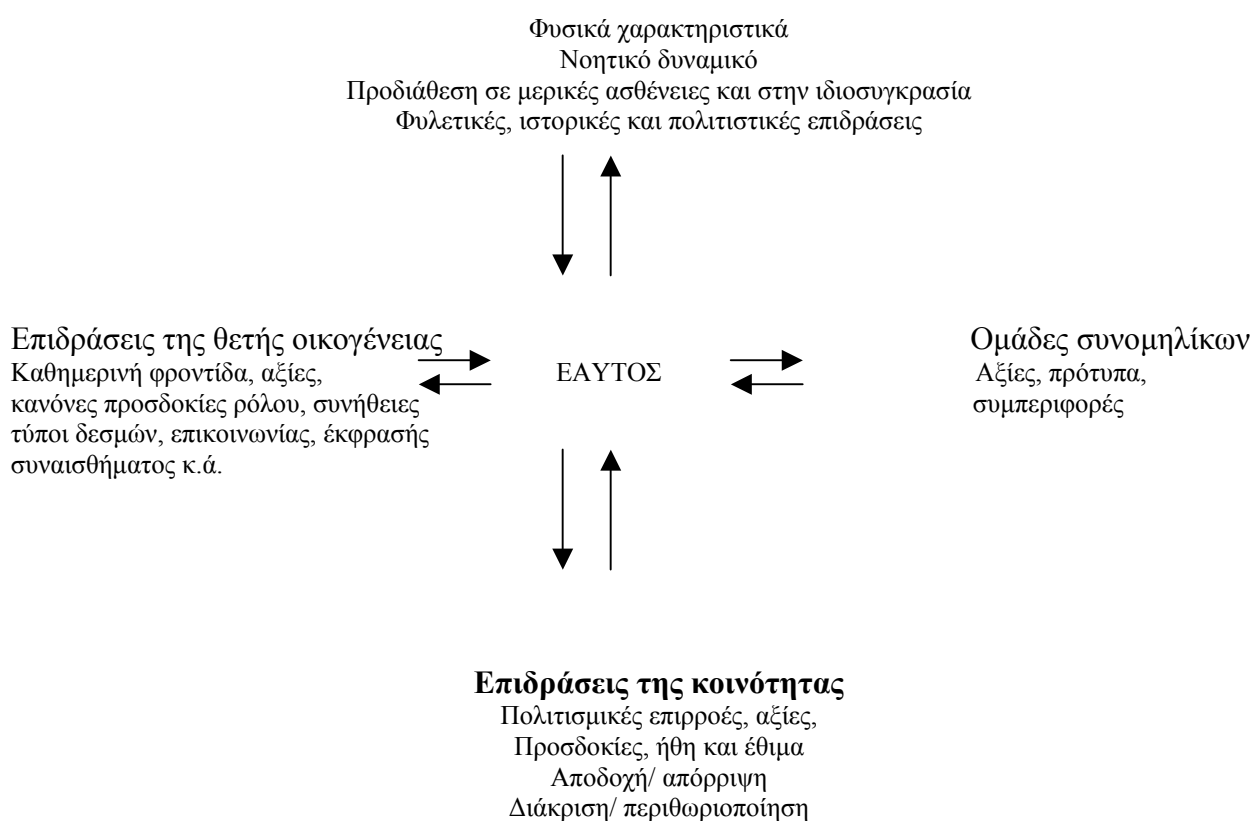 Φυσικά χαρακτηριστικά
Νοητικό δυναμικό
Προδιάθεση σε μερικές ασθένειες και στην ιδιοσυγκρασία
Φυλετικές, ιστορικές και πολιτιστικές επιδράσεις
Επιδράσεις της θετής οικογένειας
Καθημερινή φροντίδα, αξίες,
κανόνες προσδοκίες ρόλου, συνήθειες
τύποι δεσμών, επικοινωνίας, έκφρασής
συναισθήματος κ.ά.
ΕΑΥΤΟΣ
Ομάδες συνομηλίκων
Αξίες, πρότυπα,
συμπεριφορές
Επιδράσεις της κοινότητας
Πολιτισμικές επιρροές, αξίες,
Προσδοκίες, ήθη και έθιμα
Αποδοχή/ απόρριψη
Διάκριση/ περιθωριοποίηση